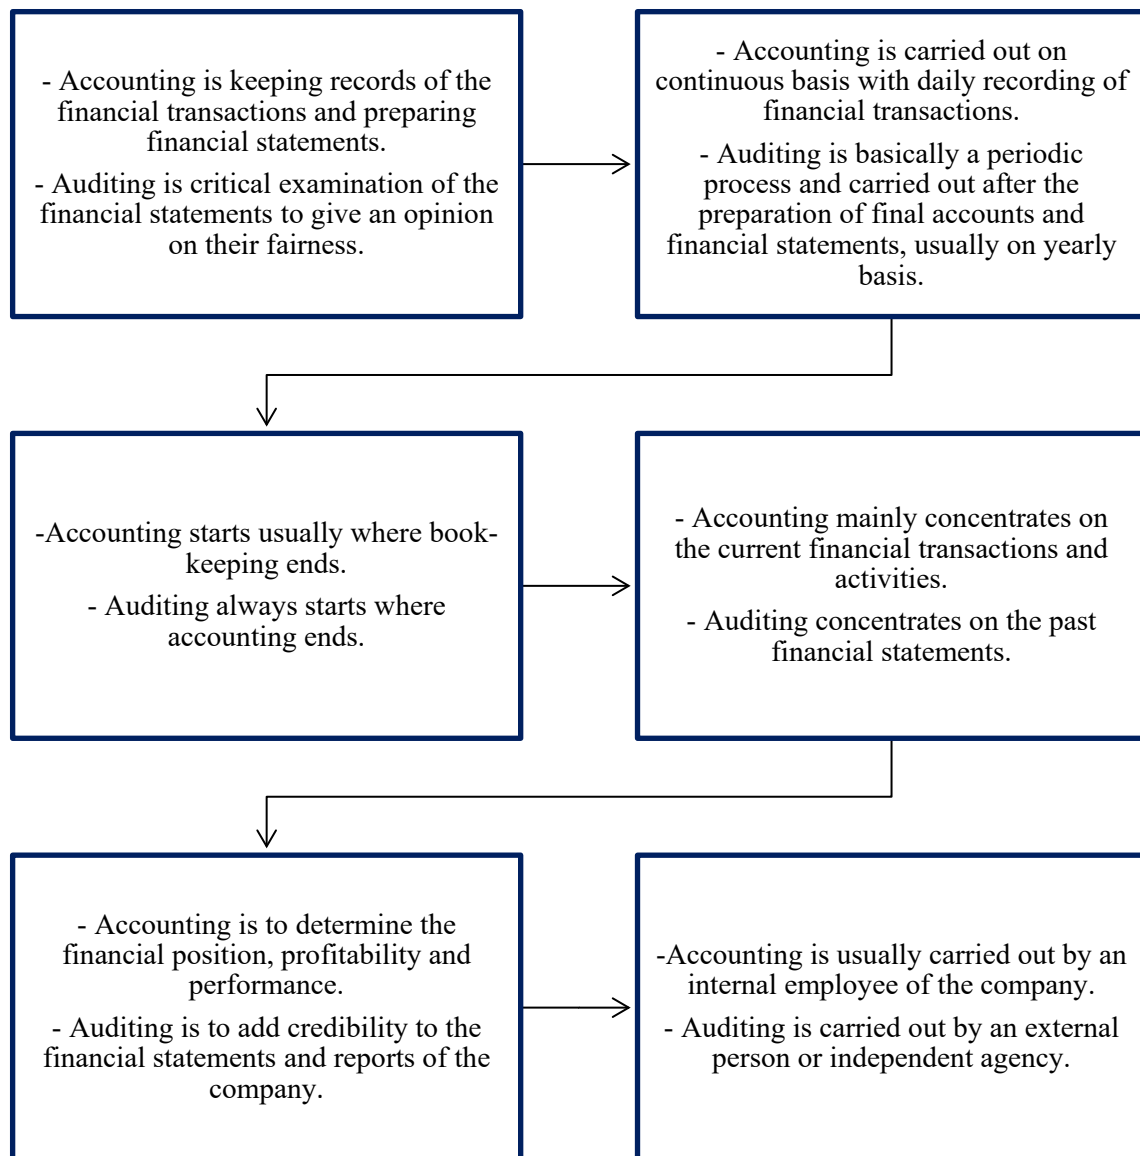 - Accounting is keeping records of the
financial transactions and preparing
financial statements.
- Auditing is critical examination of the
financial statements to give an opinion
on their fairness.
- Accounting is carried out on
continuous basis with daily recording of
financial transactions.
- Auditing is basically a periodic
process and carried out after the
preparation of final accounts and
financial statements, usually on yearly
basis.
-Accounting starts usually where book-
keeping ends.
- Auditing always starts where
accounting ends.
- Accounting mainly concentrates on
the current financial transactions and
activities.
- Auditing concentrates on the past
financial statements.
- Accounting is to determine the
financial position, profitability and
performance.
- Auditing is to add credibility to the
financial statements and reports of the
company.
-Accounting is usually carried out by an
internal employee of the company.
- Auditing is carried out by an external
person or independent agency.